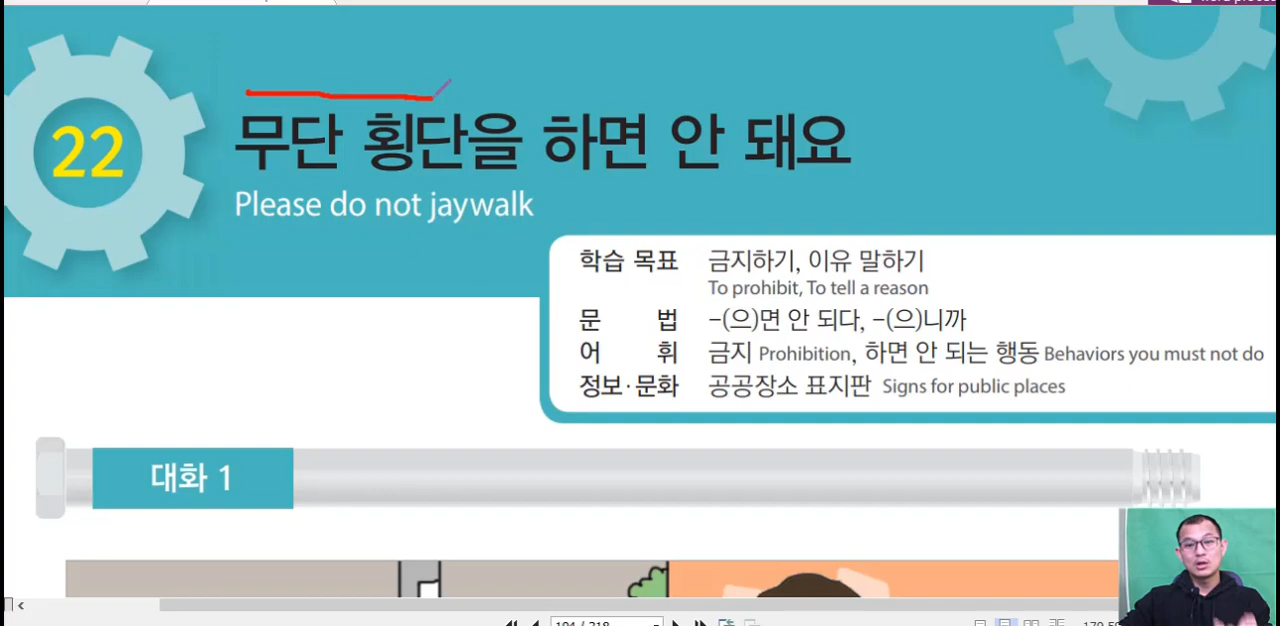 22
무단 횡단을 하면 안 돼요
Please do not jaywalk
학습 목표 금지하기, 이유 말하기
To prohibit, To tell a reason
문 법 -(으)면 안 되다, -(으)니까
어 휘 금지 Prohibition, 하면 안 되는 행동 Behaviors you must not do
정보·문화 공공장소 표지판 Signs for public places
대화 1